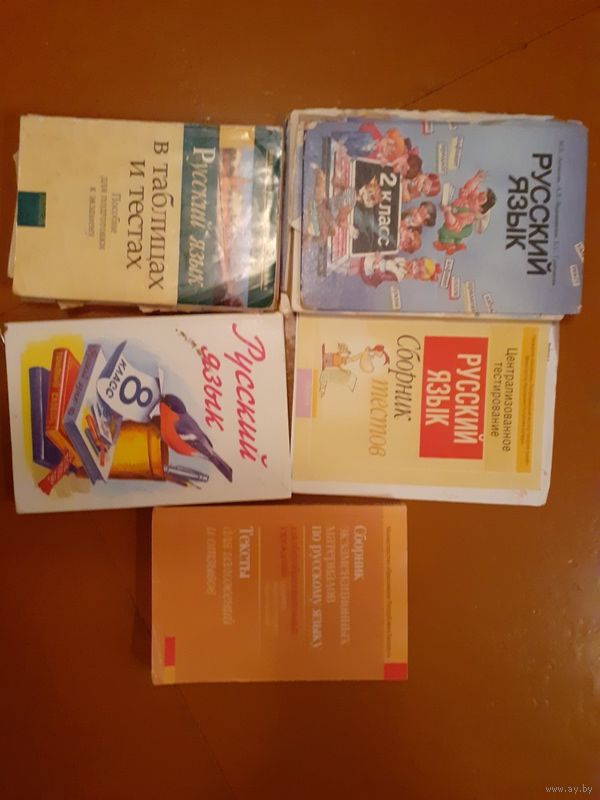 Русский язык
в таблицах
и тестах
Пособие
для подготовки
к экзамену
РУССКИЙ
ЯЗЫК
2 класс
Русский
язык
8
класс
Централизованное
тестирование
РУССКИЙ
ЯЗЫК
Сборник
тестов
Сборник
экзаменационных
материалов
по русскому языку
Тексты
для изложений
и отзывов
www.ay.by